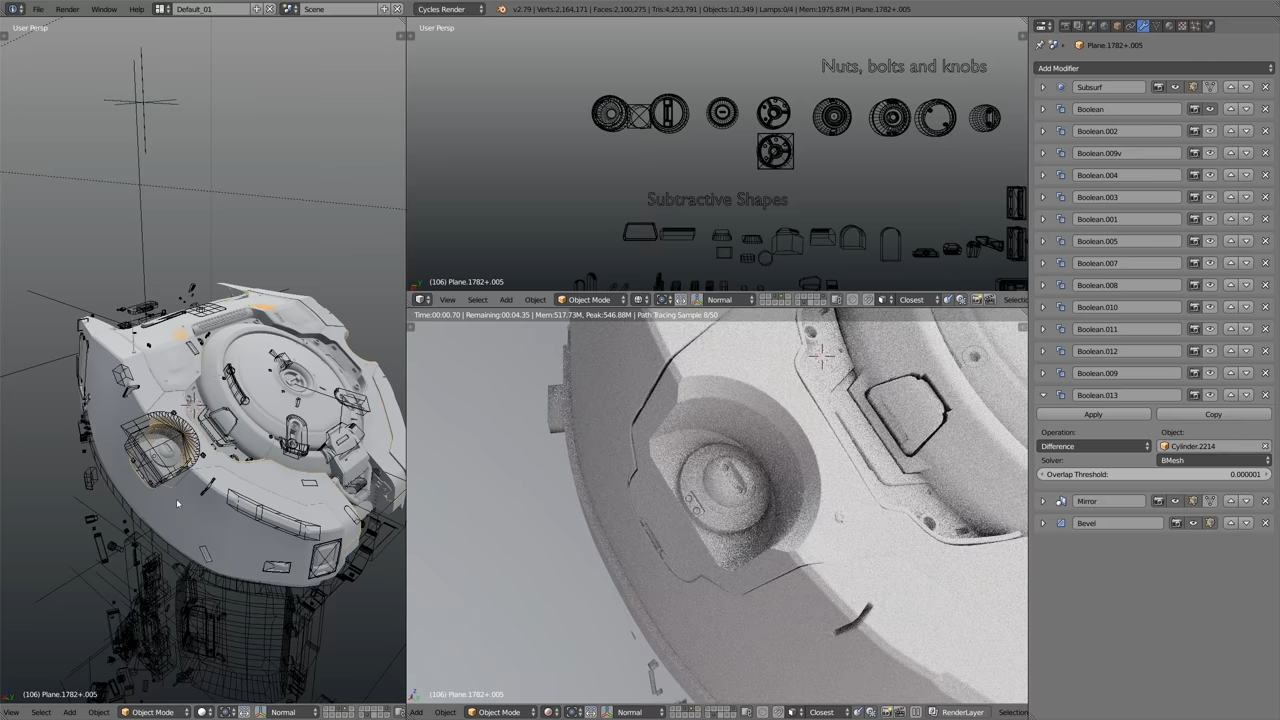 File Render Window Help Default_01 Scene Cycles Render v2.79 | Verts:2,164,171 | Faces:2,100,275 | Tris:4,253,791 | Objects:1/1,349 | Lamps:0/4 | Mem:1975.87M | Plane.1782+.005
User Persp
User Persp
Plane.1782+.005
Nuts, bolts and knobs
Add Modifier
Subsurf
Boolean
Boolean.002
Boolean.009v
Boolean.004
Subtractive Shapes
Boolean.003
Boolean.001
Boolean.005
Boolean.007
(106) Plane.1782+.005
Boolean.008
View Select Add Object Object Mode Normal Closest
Boolean.010
Time:00:00.70 | Remaining:00:04.35 | Mem:517.73M, Peak:546.88M | Path Tracing Sample 8/50
Boolean.011
Boolean.012
Boolean.009
Boolean.013
Apply Copy
Operation: Object:
Difference Cylinder.2214
Solver: BMesh
Overlap Threshold: 0.000001
Mirror
Bevel
(106) Plane.1782+.005
(106) Plane.1782+.005
View Select Add Object Object Mode Normal
Add Object Object Mode Normal Closest RenderLayer